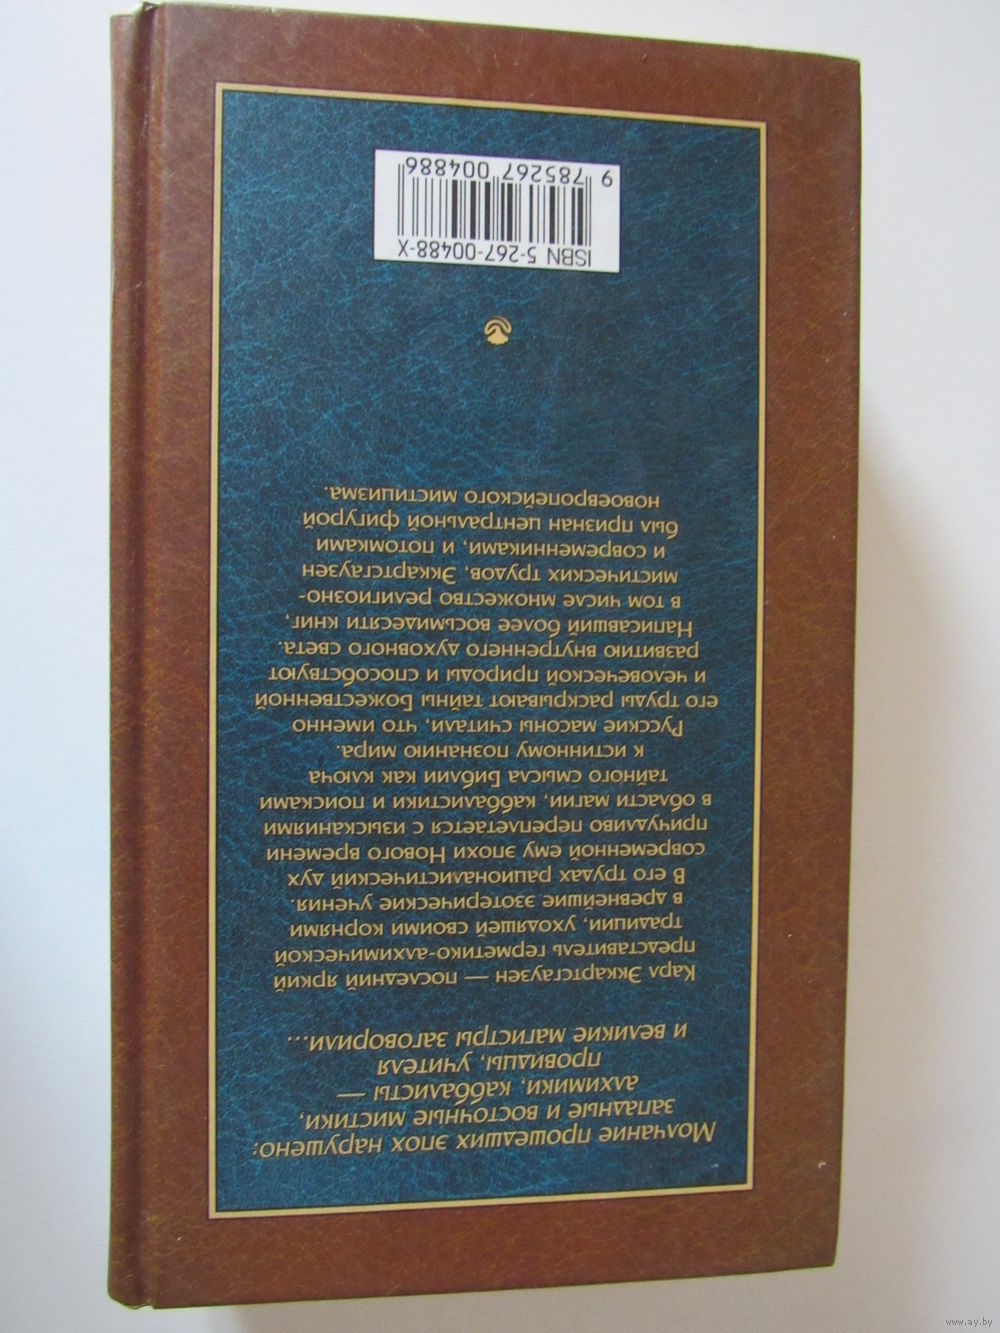 Молчание прошедших эпох нарушено:
западные и восточные мистики,
алхимики, каббалисты —
провидцы, учителя
и великие магистры заговорили...
Карл Эккартсгаузен — последний яркий
представитель герметико-алхимической
традиции, уходящей своими корнями
в древнейшие эзотерические учения.
В его трудах рационалистический дух
современной ему эпохи Нового времени
причудливо переплетается с изысканиями
в области магии, каббалистики и поисками
тайного смысла Библии как ключа
к истинному познанию мира.
Русские масоны считали, что именно
его труды раскрывают тайны Божественной
и человеческой природы и способствуют
развитию внутреннего духовного света.
Написавший более восьмидесяти книг,
в том числе множество религиозно-
мистических трудов, Эккартсгаузен
и современниками, и потомками
был признан центральной фигурой
новоевропейского мистицизма.
ISBN 5-267-00488-X
9 785267 004886
www.ay.by